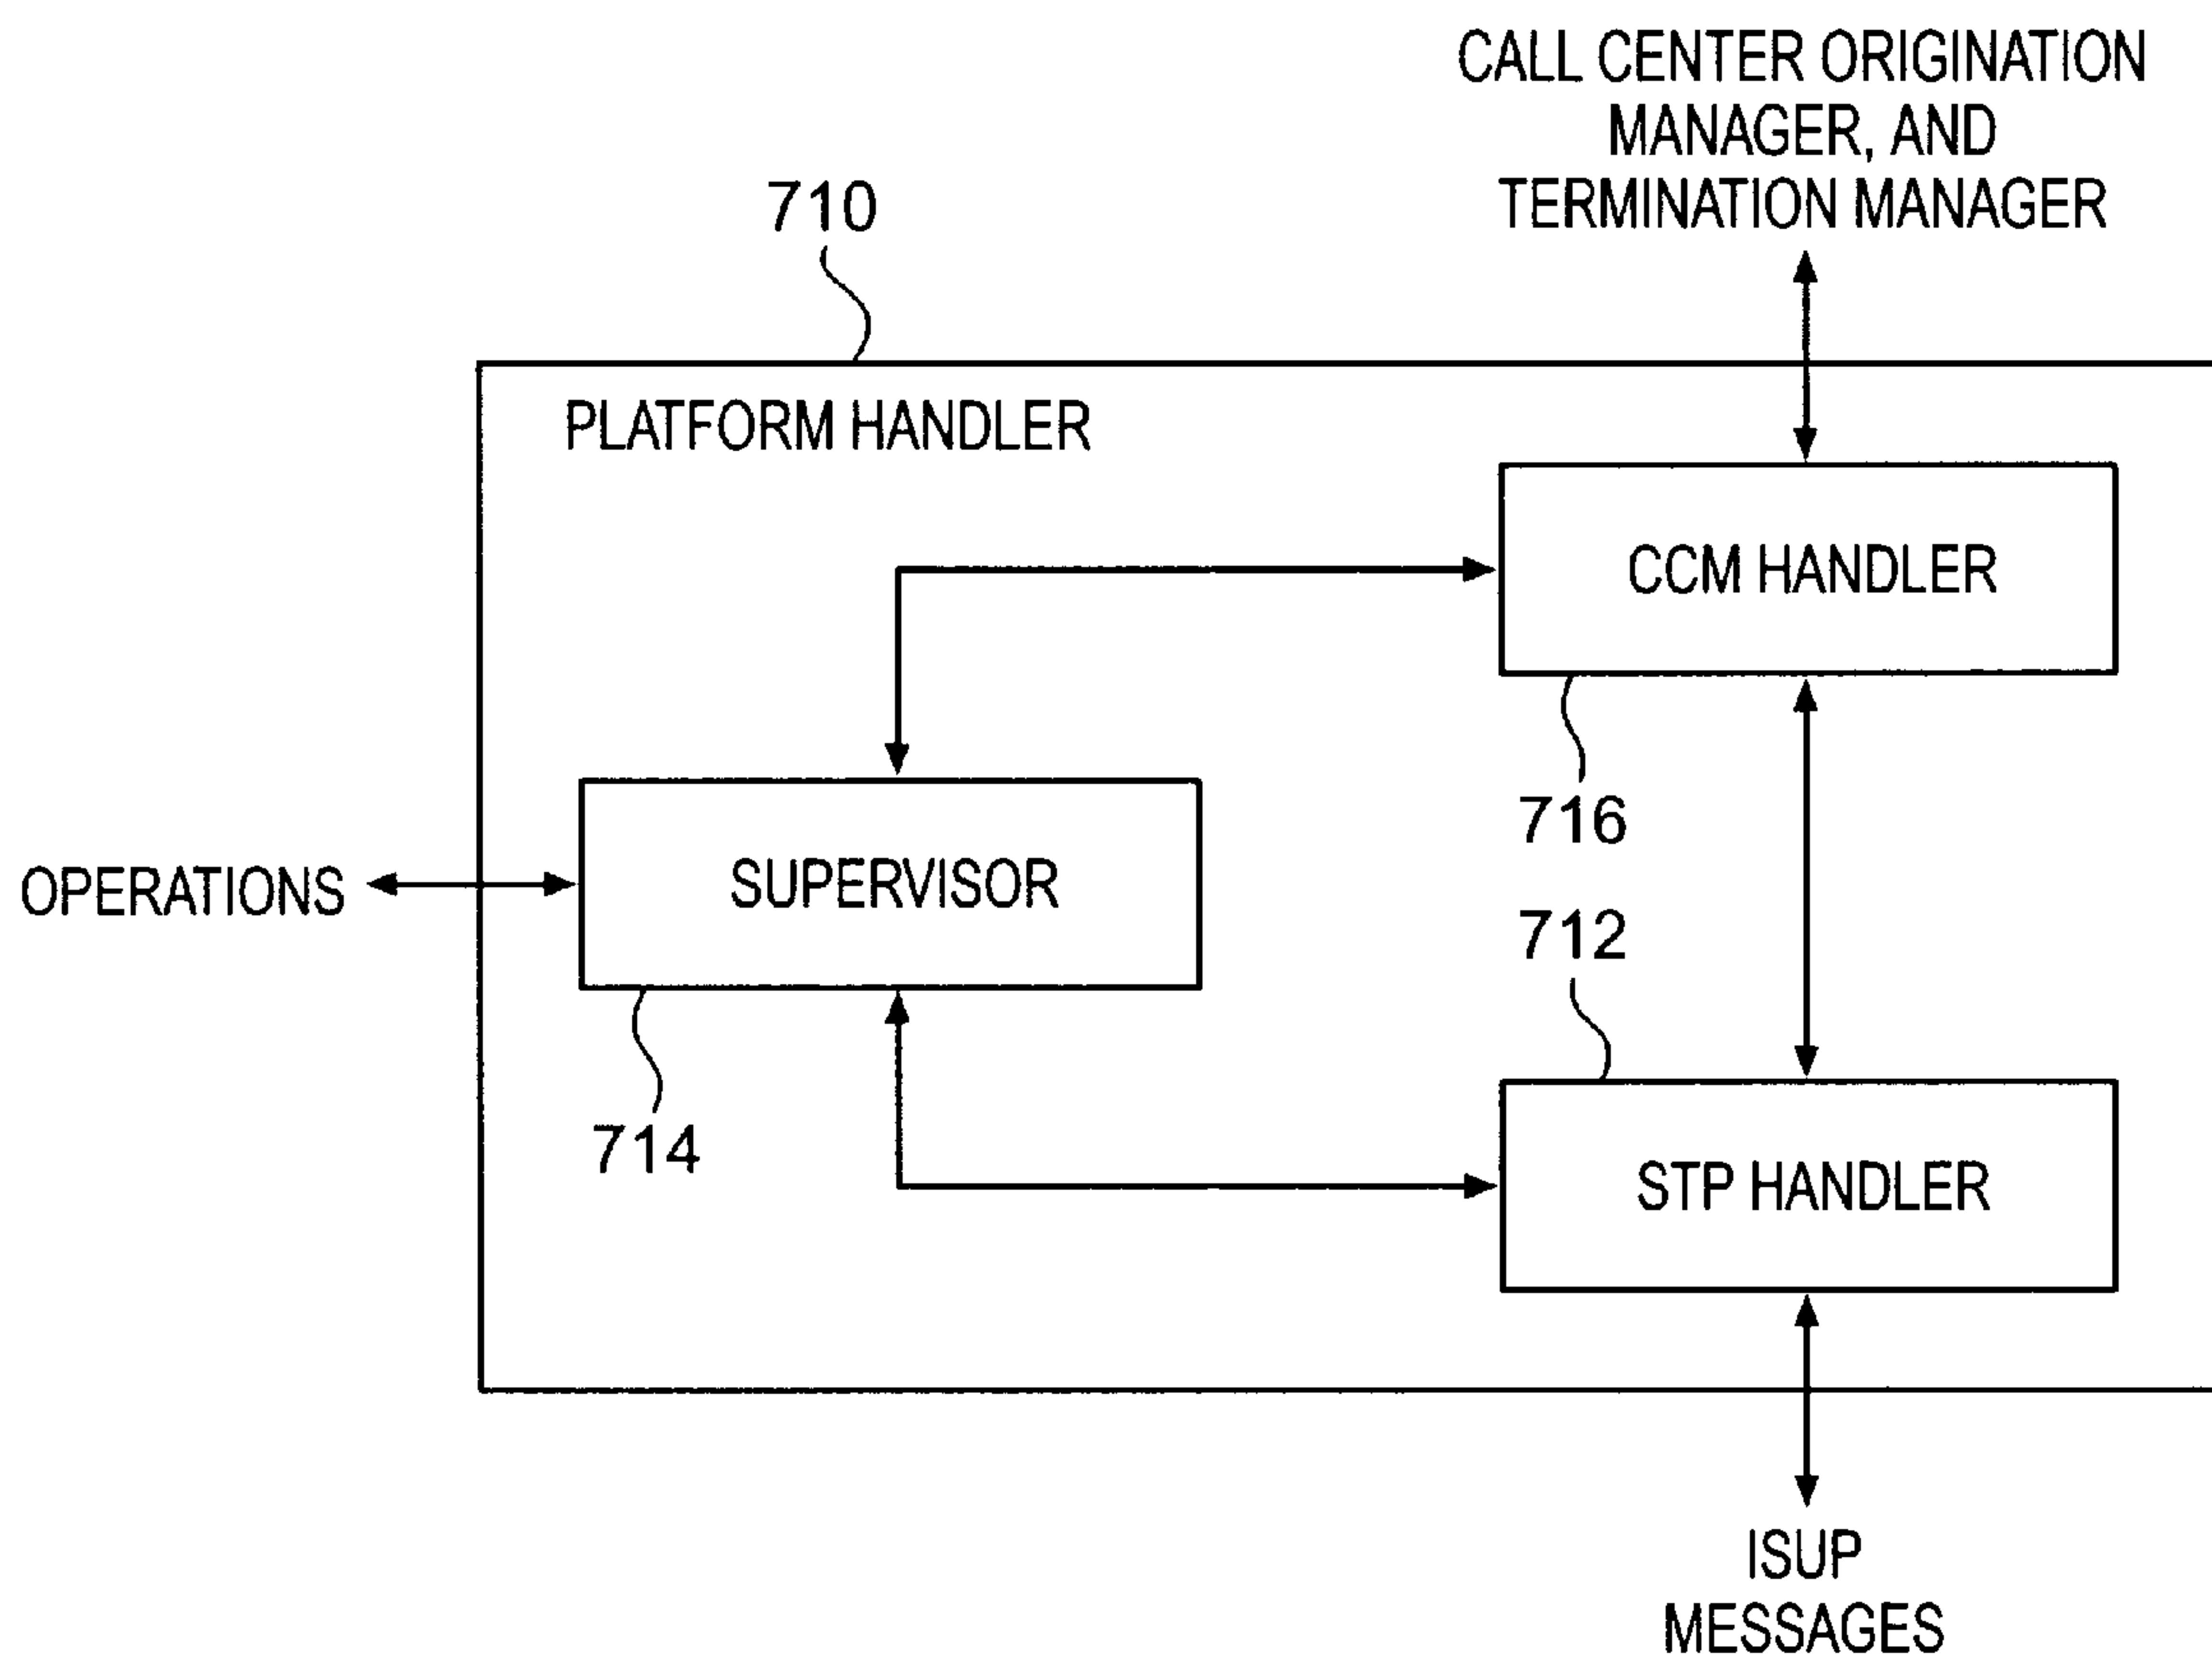 CALL CENTER ORIGINATION
MANAGER, AND
TERMINATION MANAGER
710
PLATFORM HANDLER
CCM HANDLER
716
SUPERVISOR
OPERATIONS
712
714
STP HANDLER
ISUP
MESSAGES